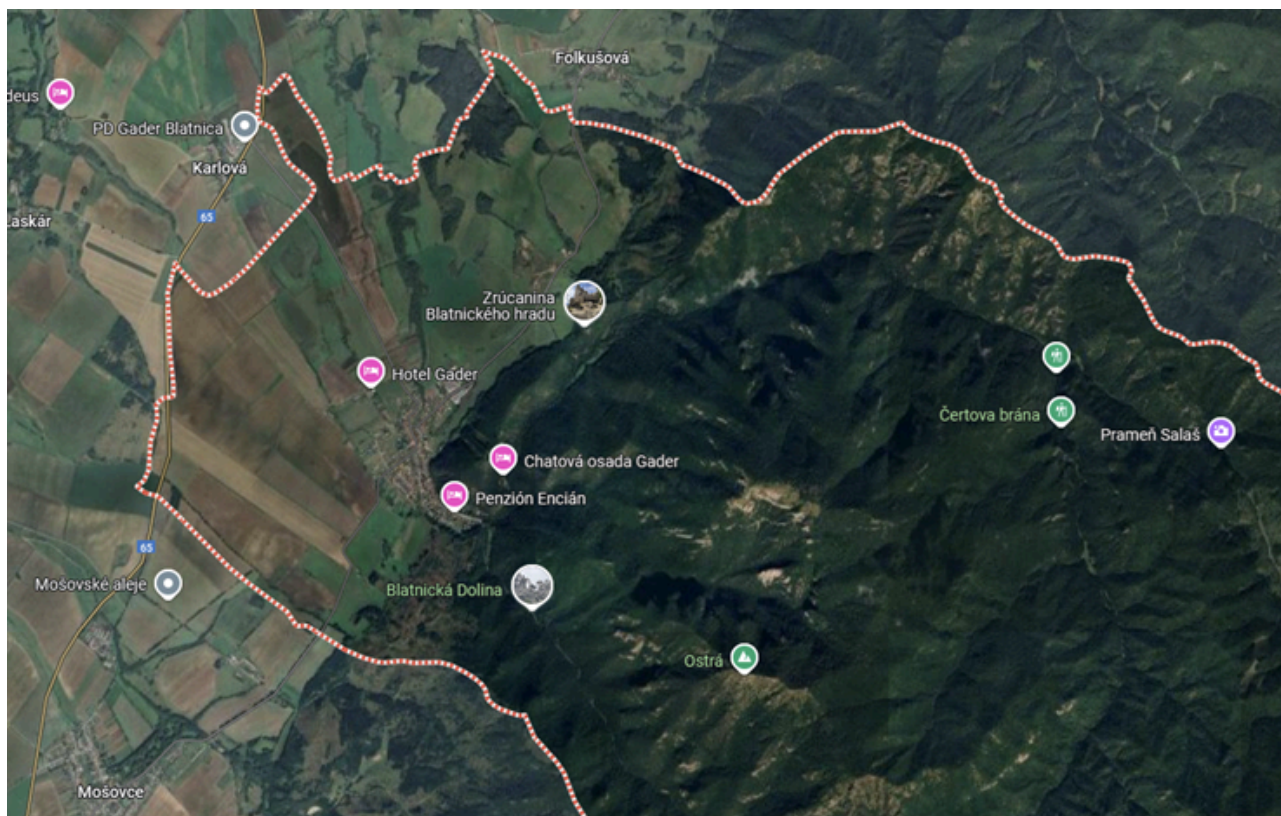 Folkušová
deus
PD Gader Blatnica
Karlová
65
Laskár
Zrúcanina
Blatnického hradu
Hotel Gader
Čertova brána
Prameň Salaš
Chatová osada Gader
Penzión Encián
65
Mošovské aleje
Blatnická Dolina
Ostrá
Mošovce